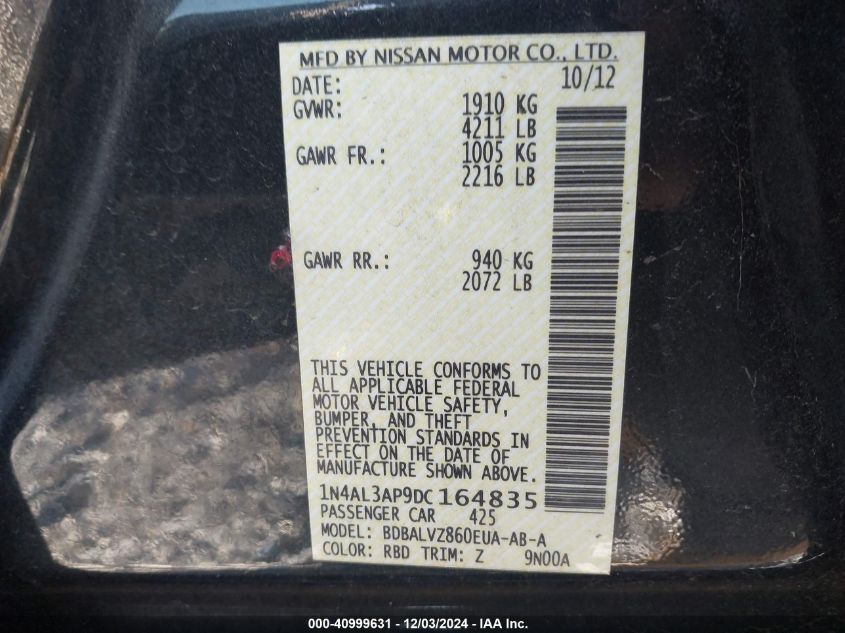 MFD BY NISSAN MOTOR CO., LTD.
DATE: 10/12
GVWR: 1910 KG
4211 LB
GAWR FR.: 1005 KG
2216 LB
GAWR RR.: 940 KG
2072 LB
THIS VEHICLE CONFORMS TO
ALL APPLICABLE FEDERAL
MOTOR VEHICLE SAFETY,
BUMPER, AND THEFT
PREVENTION STANDARDS IN
EFFECT ON THE DATE OF
MANUFACTURE SHOWN ABOVE.
1N4AL3AP9DC164835
PASSENGER CAR 425
MODEL: BDBALVZ860EUA-AB-A
COLOR: RBD TRIM: Z 9N00A
000-40999631 - 12/03/2024 - IAA Inc.